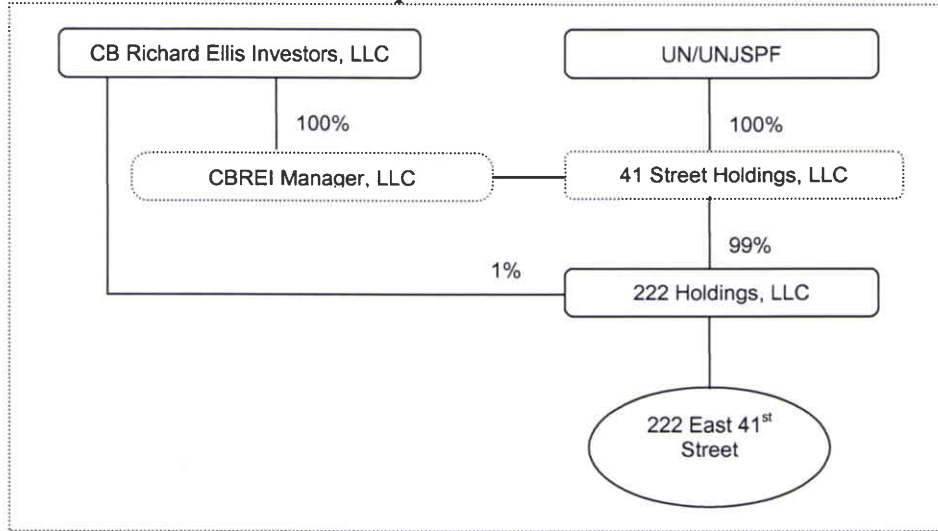 CB Richard Ellis Investors, LLC
UN/UNJSPF
100%
100%
CBREI Manager, LLC
41 Street Holdings, LLC
99%
1%
222 Holdings, LLC
222 East 41st
Street